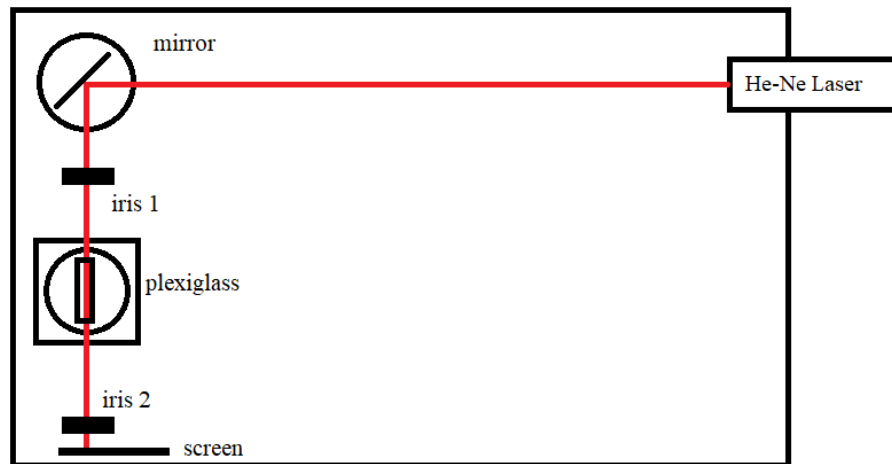 mirror
He-Ne Laser
iris 1
plexiglass
iris 2
screen